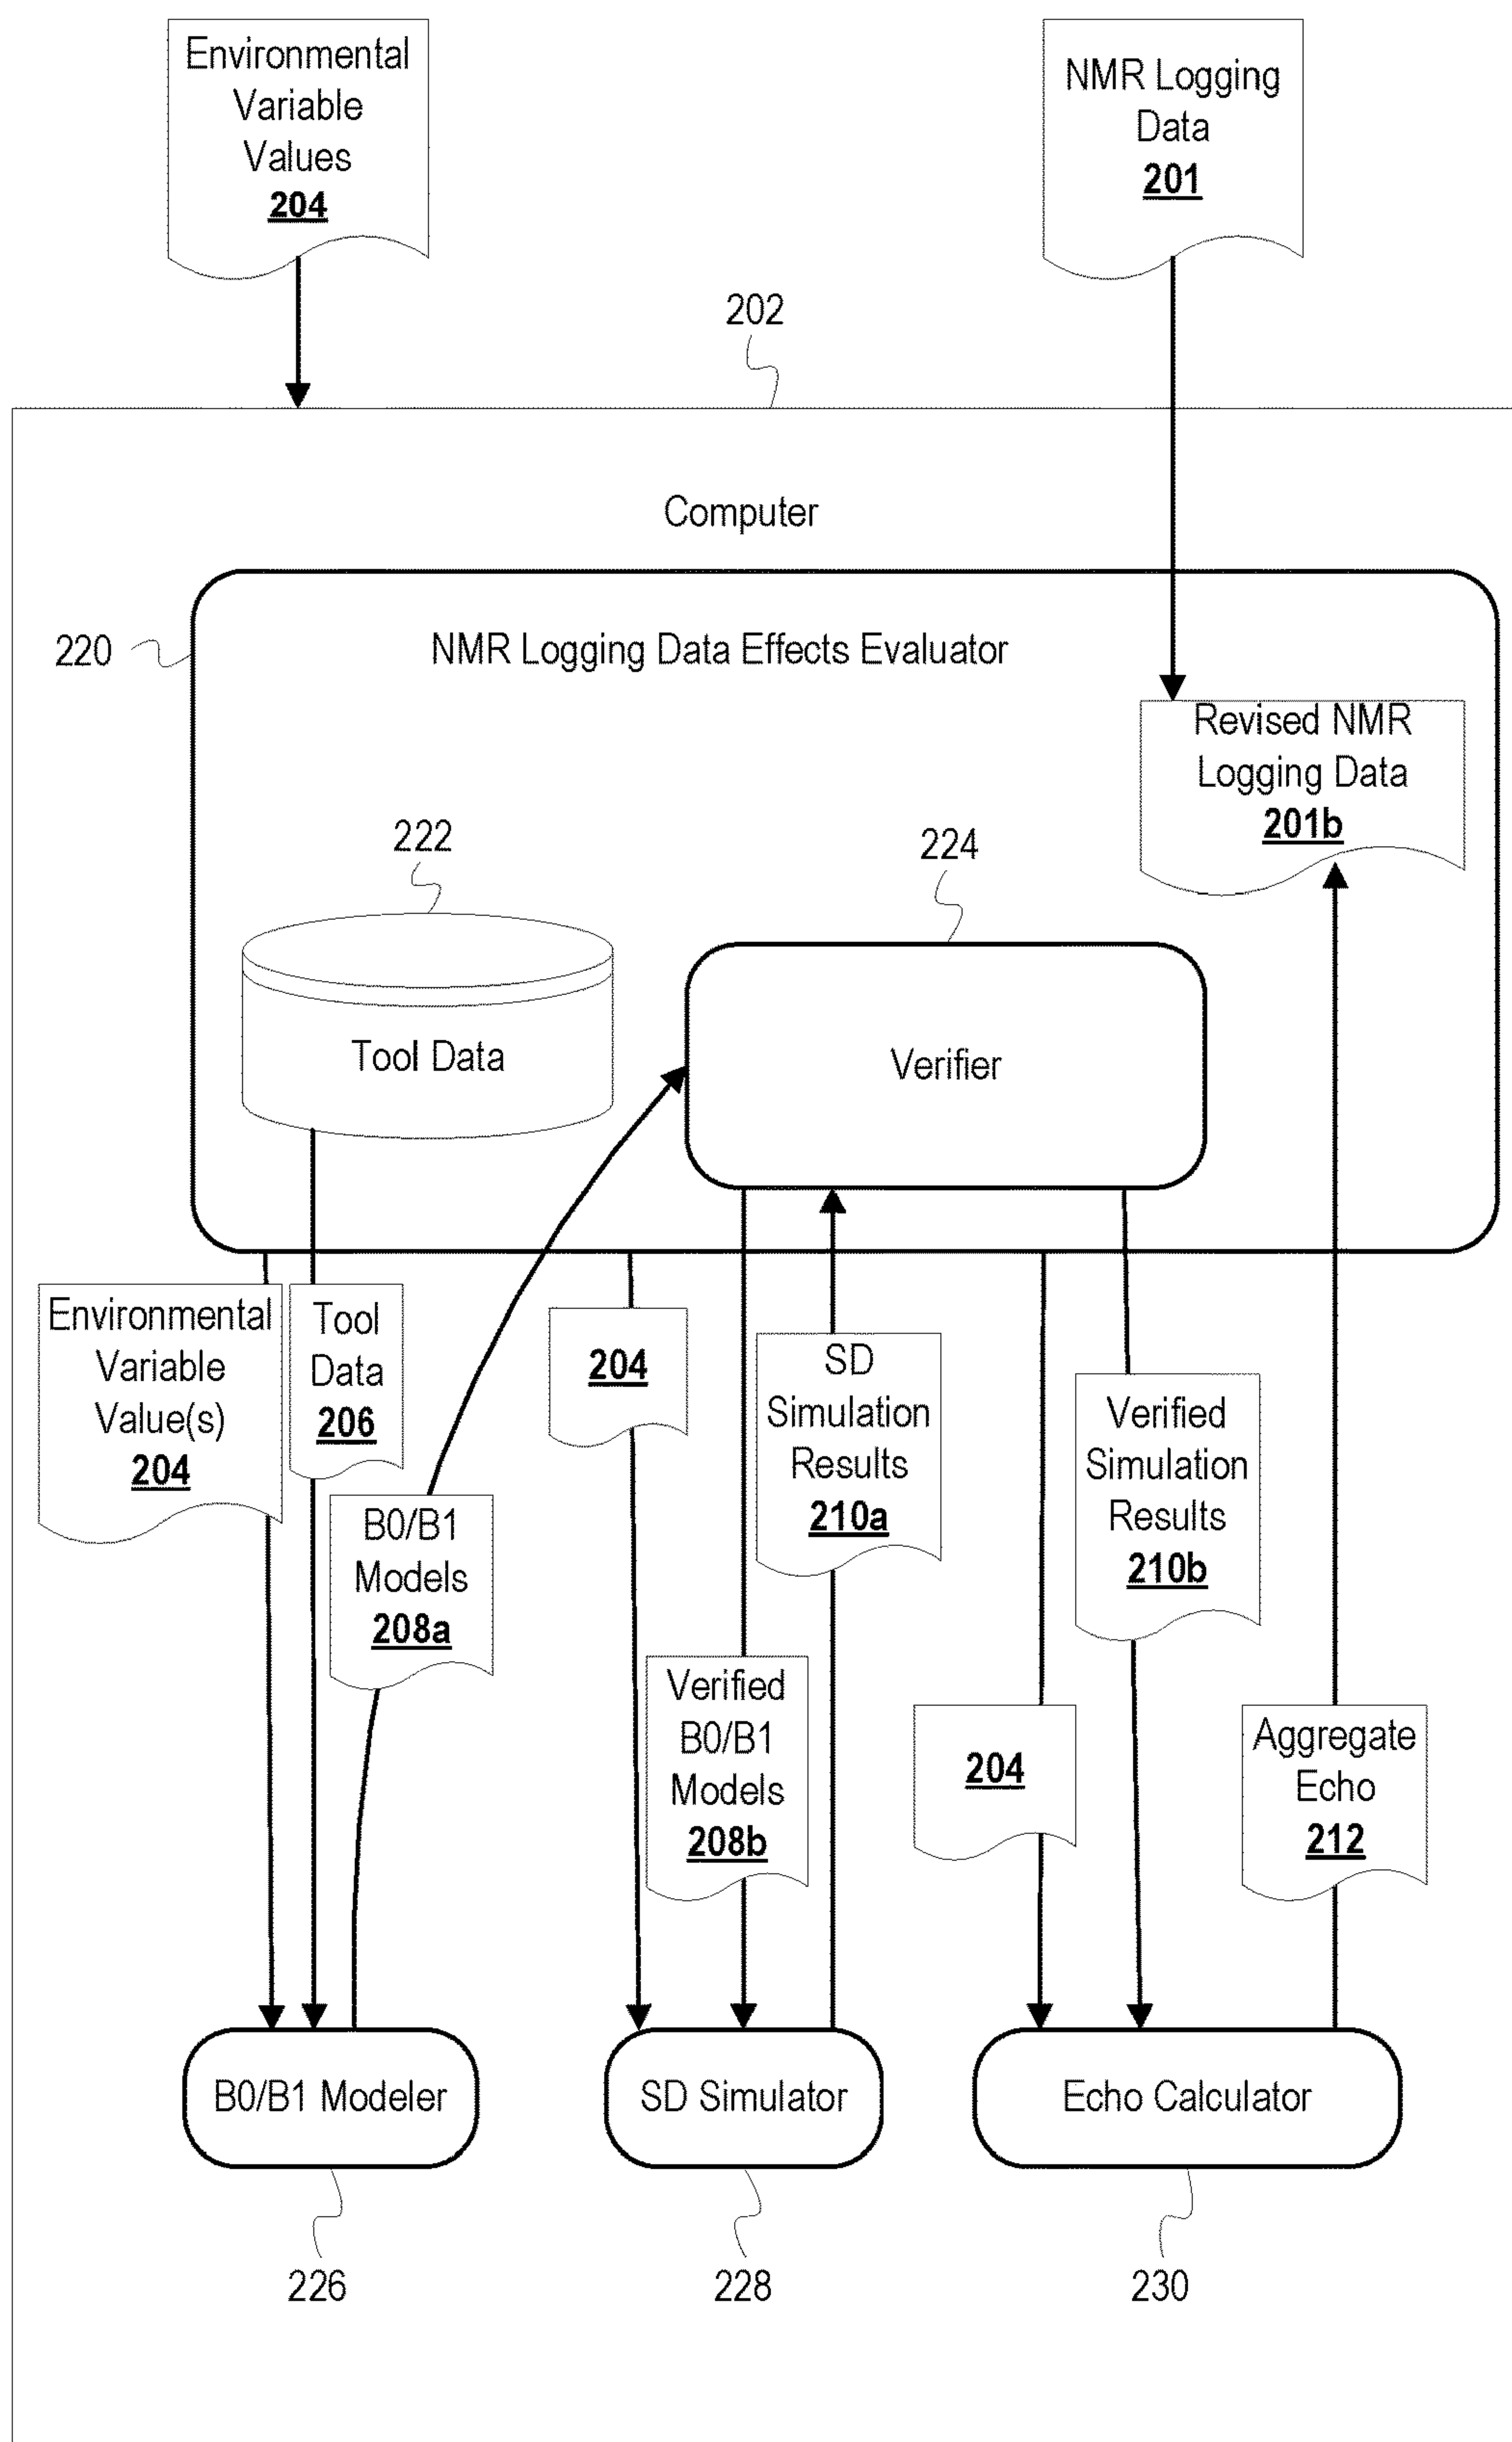 Environmental
Variable
Values
204
NMR Logging
Data
201
202
Computer
220
NMR Logging Data Effects Evaluator
Revised NMR
Logging Data
201b
222
224
Tool Data
Verifier
Environmental
Variable
Value(s)
204
Tool
Data
206
B0/B1
Models
208a
204
Verified
B0/B1
Models
208b
SD
Simulation
Results
210a
204
Verified
Simulation
Results
210b
Aggregate
Echo
212
B0/B1 Modeler
SD Simulator
Echo Calculator
226
228
230